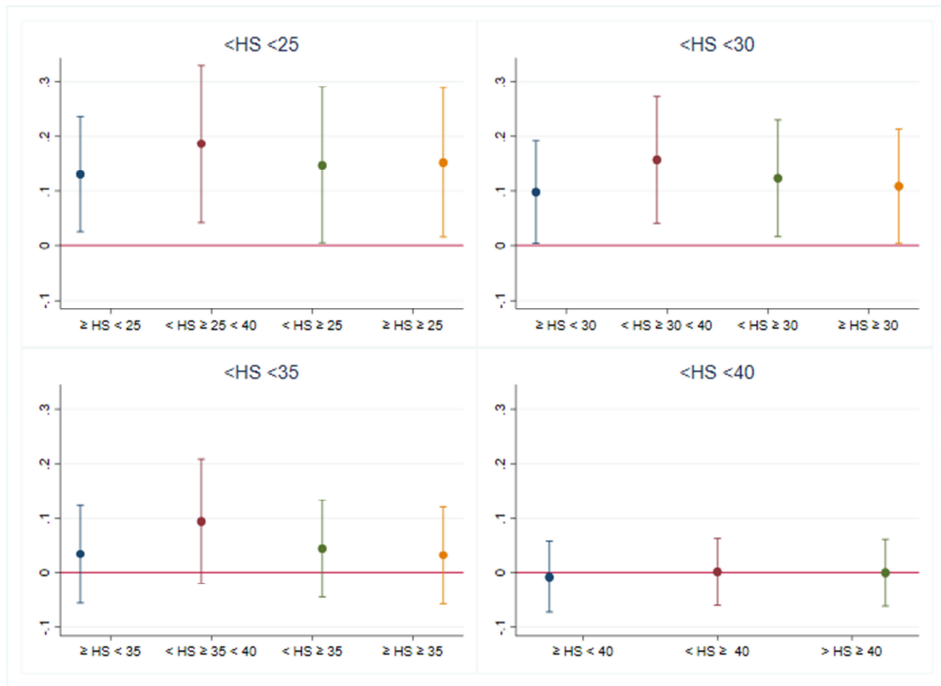 <HS <25
.3
.2
.1
0
-.1
≥ HS < 25
< HS ≥ 25 < 40
< HS ≥ 25
≥ HS ≥ 25
<HS <30
.3
.2
.1
0
-.1
≥ HS < 30
< HS ≥ 30 < 40
< HS ≥ 30
≥ HS ≥ 30
<HS <35
.3
.2
.1
0
-.1
≥ HS < 35
< HS ≥ 35 < 40
< HS ≥ 35
≥ HS ≥ 35
<HS <40
.3
.2
.1
0
-.1
≥ HS < 40
< HS ≥ 40
> HS ≥ 40